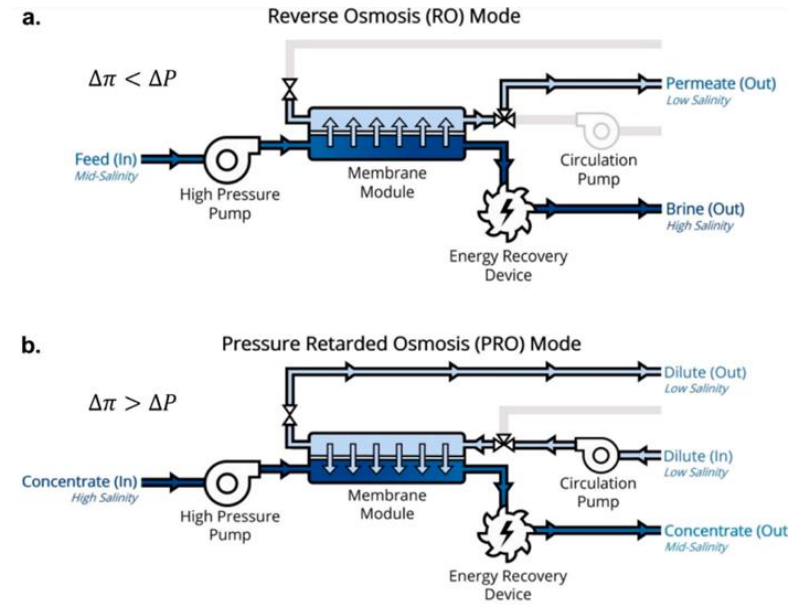 a.
Reverse Osmosis (RO) Mode
Δπ < ΔP
Permeate (Out)
Low Salinity
Feed (In)
Mid-Salinity
High Pressure
Pump
Membrane
Module
Circulation
Pump
Brine (Out)
High Salinity
Energy Recovery
Device
b.
Pressure Retarded Osmosis (PRO) Mode
Dilute (Out)
Low Salinity
Δπ > ΔP
Dilute (In)
Low Salinity
Concentrate (In)
High Salinity
High Pressure
Pump
Membrane
Module
Circulation
Pump
Concentrate (Out
Mid-Salinity
Energy Recovery
Device